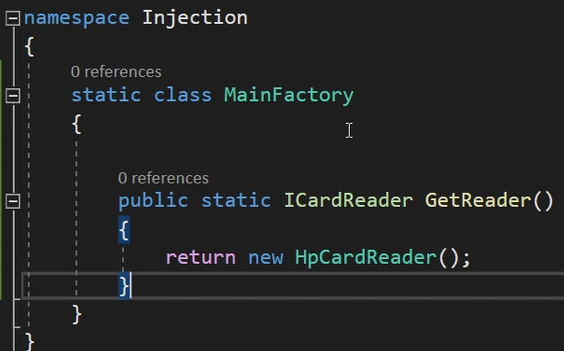 namespace Injection
{
0 references
static class MainFactory
{
0 references
public static ICardReader GetReader()
{
return new HpCardReader();
}
}
}